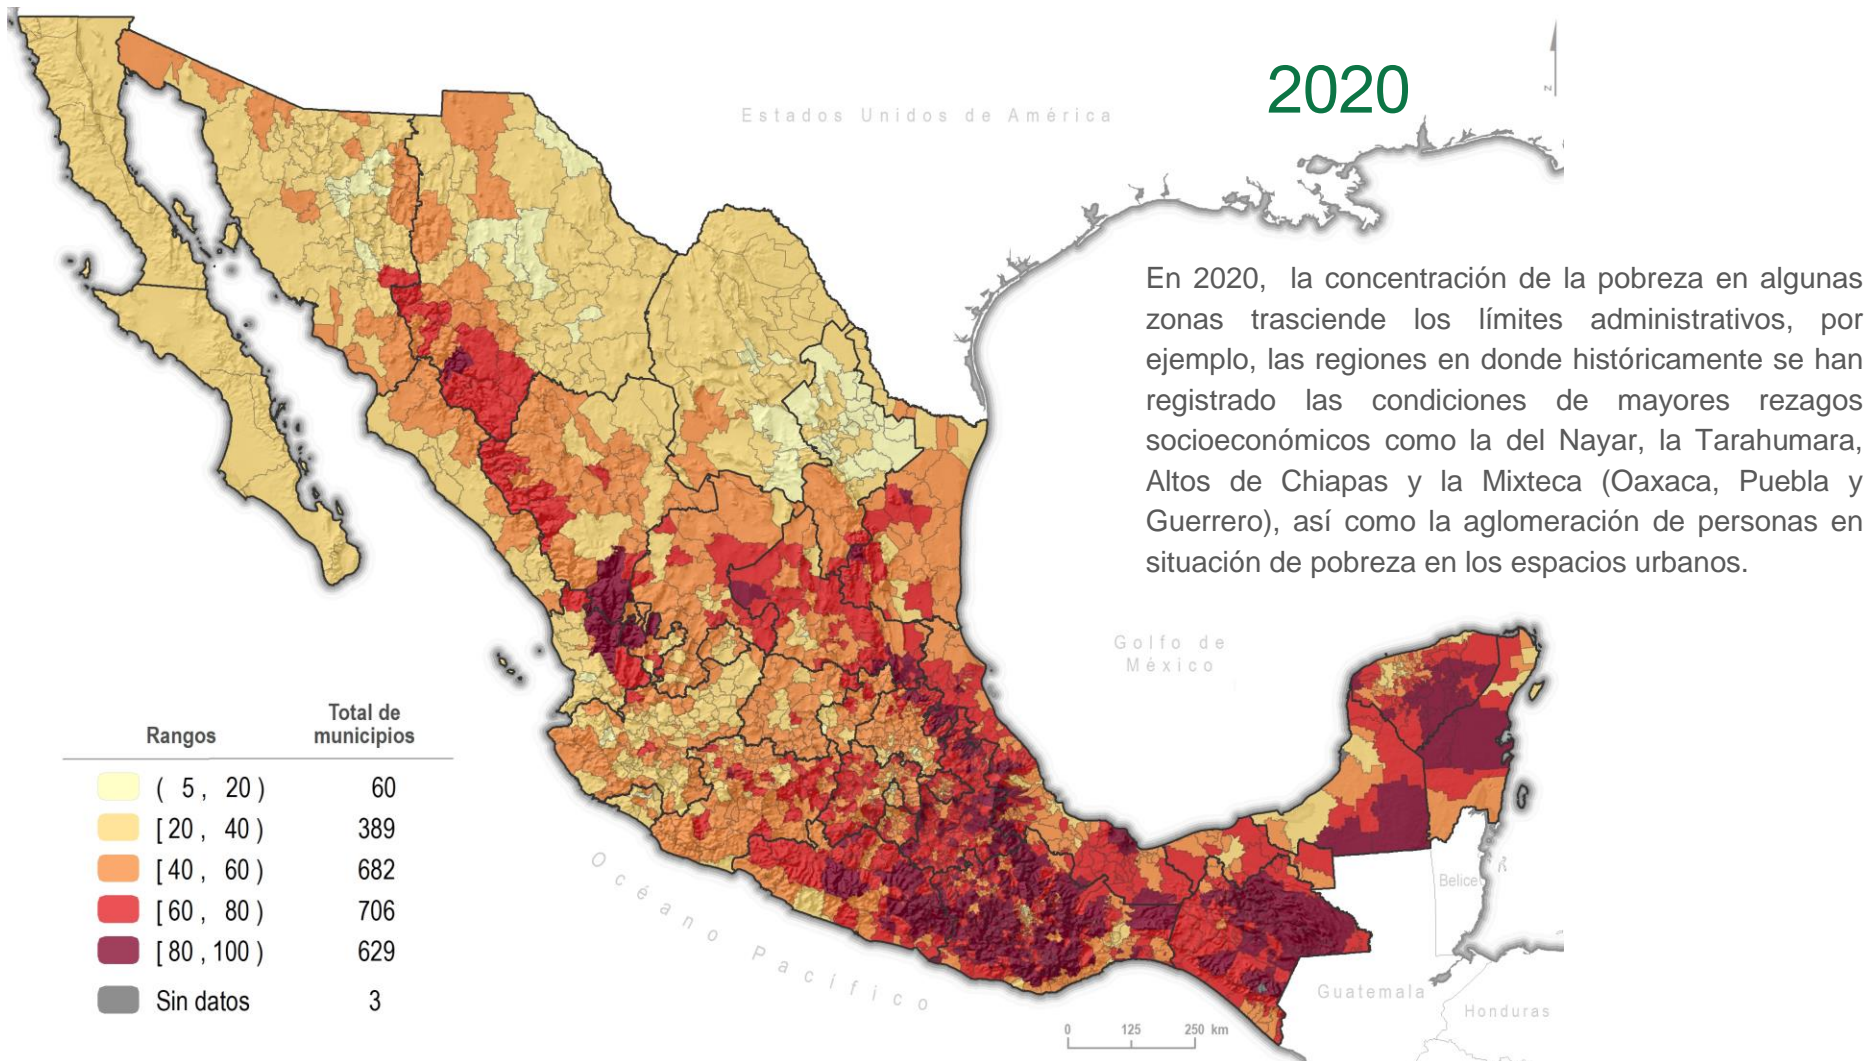 2020
Estados Unidos de América
N
En 2020, la concentración de la pobreza en algunas
zonas trasciende los límites administrativos, por
ejemplo, las regiones en donde históricamente se han
registrado las condiciones de mayores rezagos
socioeconómicos como la del Nayar, la Tarahumara,
Altos de Chiapas y la Mixteca (Oaxaca, Puebla y
Guerrero), así como la aglomeración de personas en
situación de pobreza en los espacios urbanos.
Golfo de
México
Rangos Total de municipios
( 5 , 20 ) 60
[ 20 , 40 ) 389
[ 40 , 60 ) 682
[ 60 , 80 ) 706
[ 80 , 100 ) 629
Sin datos 3
Océano Pacífico
Belice
Guatemala
Honduras
0 125 250 km